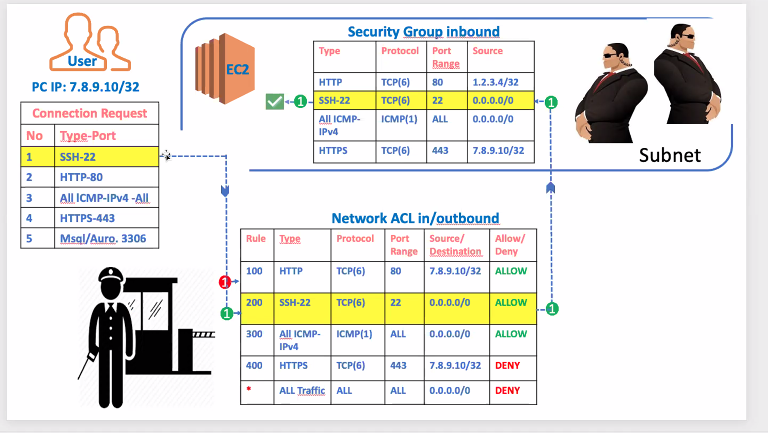 User
PC IP: 7.8.9.10/32
Connection Request
No Type-Port
1 SSH-22
2 HTTP-80
3 All ICMP-IPv4 -All
4 HTTPS-443
5 Msql/Auro. 3306
EC2
Security Group inbound
Type Protocol Port Range Source
HTTP TCP(6) 80 1.2.3.4/32
SSH-22 TCP(6) 22 0.0.0.0/0
All ICMP-IPv4 ICMP(1) ALL 0.0.0.0/0
HTTPS TCP(6) 443 7.8.9.10/32
1
1
Subnet
Network ACL in/outbound
Rule Type Protocol Port Range Source/Destination Allow/Deny
100 HTTP TCP(6) 80 7.8.9.10/32 ALLOW
200 SSH-22 TCP(6) 22 0.0.0.0/0 ALLOW
300 All ICMP-IPv4 ICMP(1) ALL 0.0.0.0/0 ALLOW
400 HTTPS TCP(6) 443 7.8.9.10/32 DENY
* ALL Traffic ALL ALL 0.0.0.0/0 DENY
1
1
1